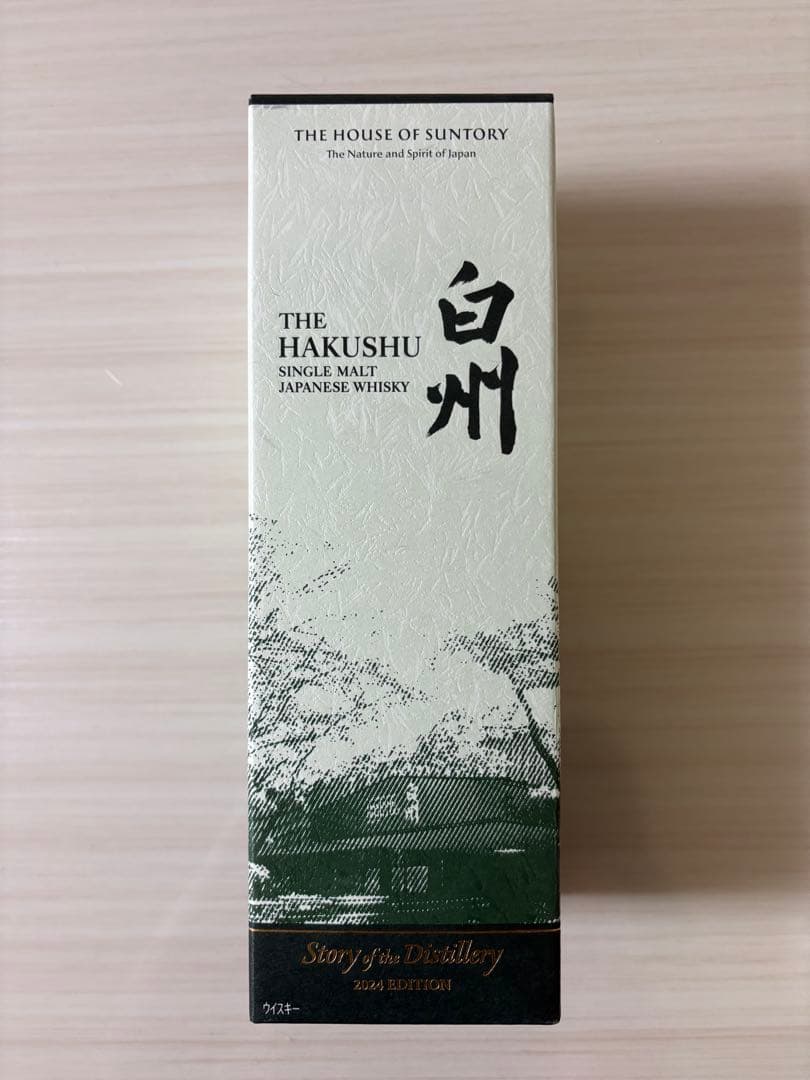 THE HOUSE OF SUNTORY
The Nature and Spirit of Japan
白州
THE
HAKUSHU
SINGLE MALT
JAPANESE WHISKY
Story of the Distillery
2024 EDITION
ウイスキー